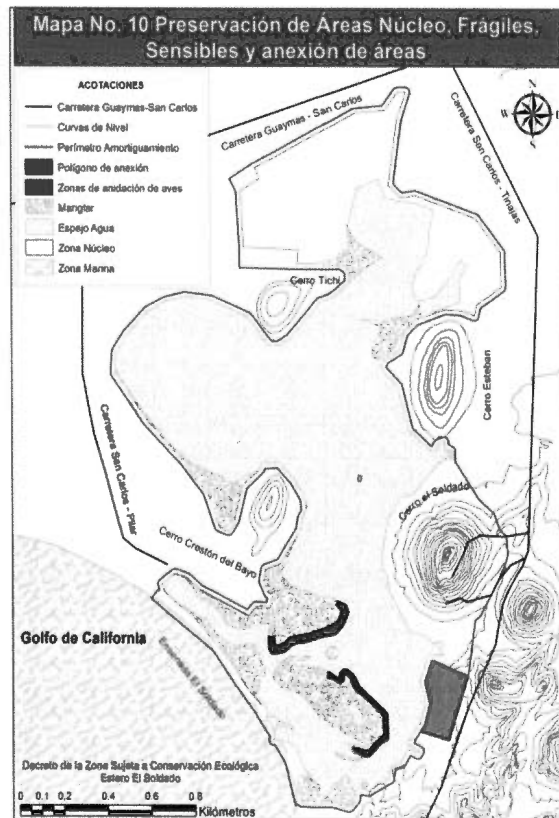 Mapa No. 10 Preservación de Áreas Núcleo, Frágiles,
Sensibles y anexión de áreas
ACOTACIONES
Carretera Guaymas-San Carlos
Curvas de Nivel
Perímetro Amortiguamiento
Polígono de anexión
Zonas de anidación de aves
Manglar
Espejo Agua
Zona Núcleo
Zona Marina
Carretera Guaymas - San Carlos
Carretera San Carlos - Tinajas
N
W
E
S
Cerro Tichi
Cerro Esteban
Carretera San Carlos - Pilar
Cerro el Soldado
Cerro Crestón del Bayo
Golfo de California
Ensenada El Soldado
Decreto de la Zona Sujeta a Conservación Ecológica
Estero El Soldado
0 0.1 0.2 0.4 0.6 0.8
Kilómetros